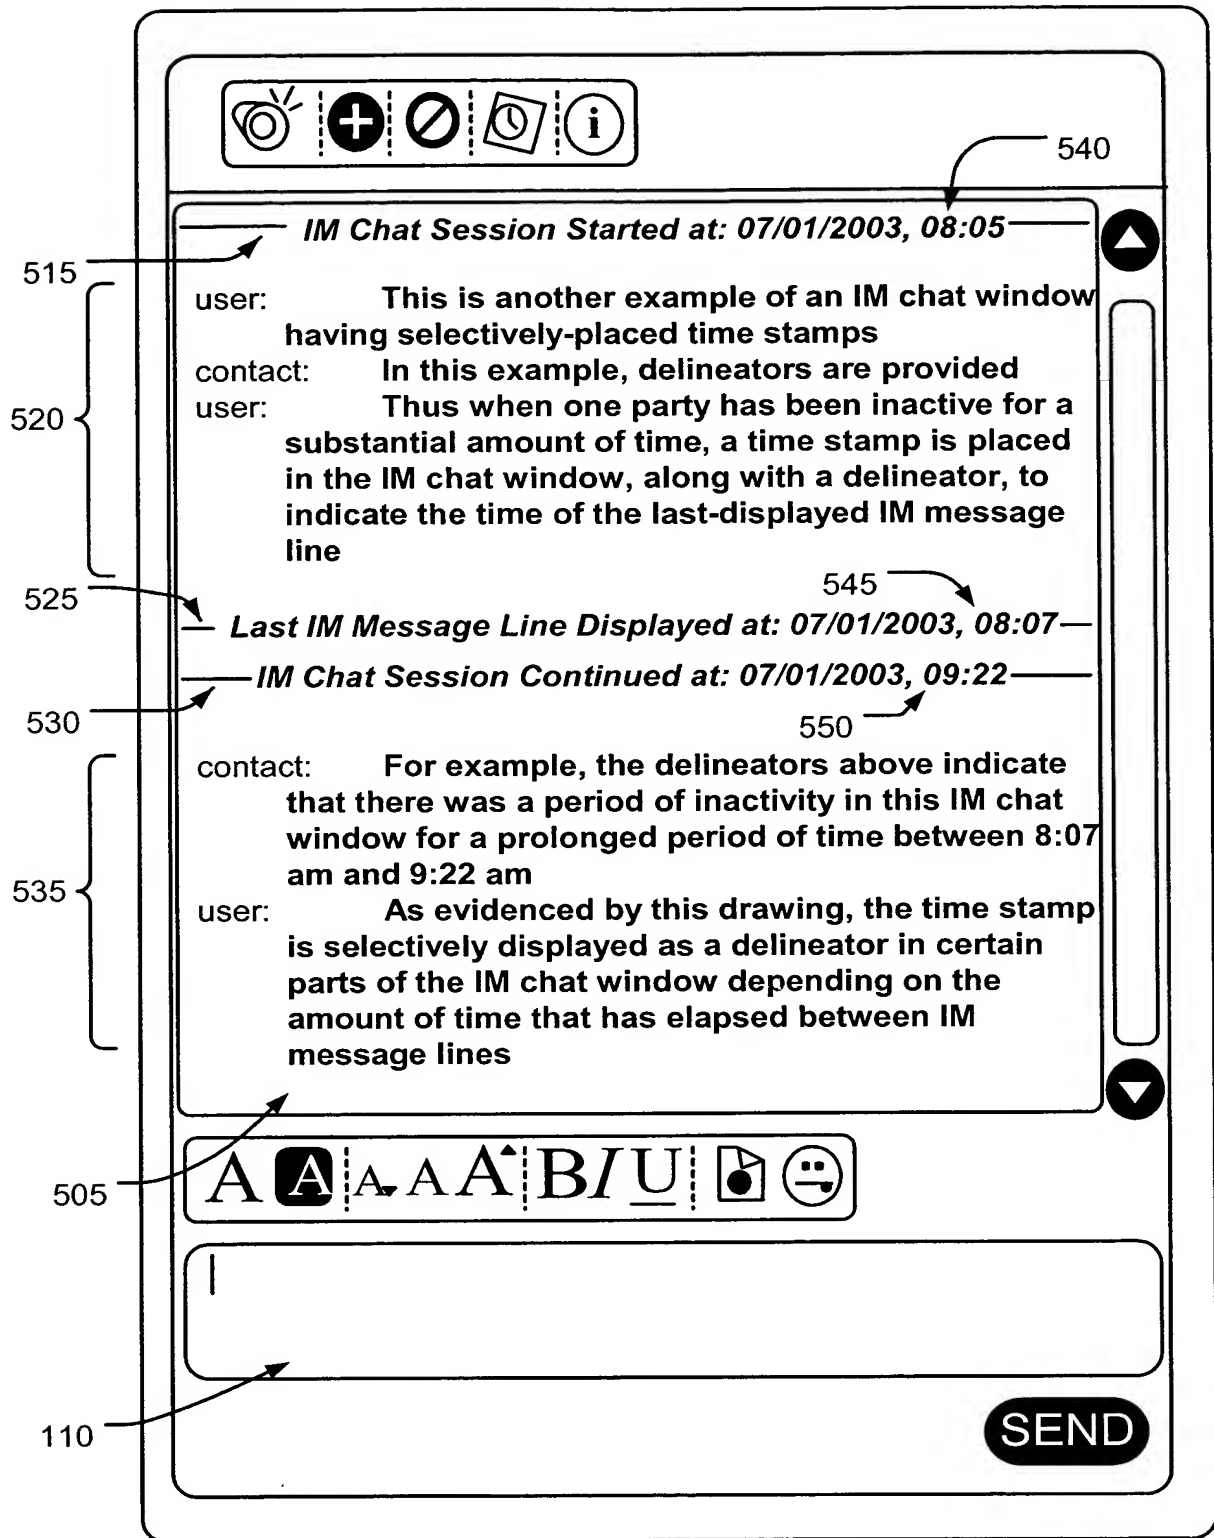 540
IM Chat Session Started at: 07/01/2003, 08:05
515
user: This is another example of an IM chat window
having selectively-placed time stamps
contact: In this example, delineators are provided
520
user: Thus when one party has been inactive for a
substantial amount of time, a time stamp is placed
in the IM chat window, along with a delineator, to
indicate the time of the last-displayed IM message
line
525
545
Last IM Message Line Displayed at: 07/01/2003, 08:07
IM Chat Session Continued at: 07/01/2003, 09:22
530
550
contact: For example, the delineators above indicate
that there was a period of inactivity in this IM chat
window for a prolonged period of time between 8:07
am and 9:22 am
535
user: As evidenced by this drawing, the time stamp
is selectively displayed as a delineator in certain
parts of the IM chat window depending on the
amount of time that has elapsed between IM
message lines
505
A A A A A B I U
110
SEND